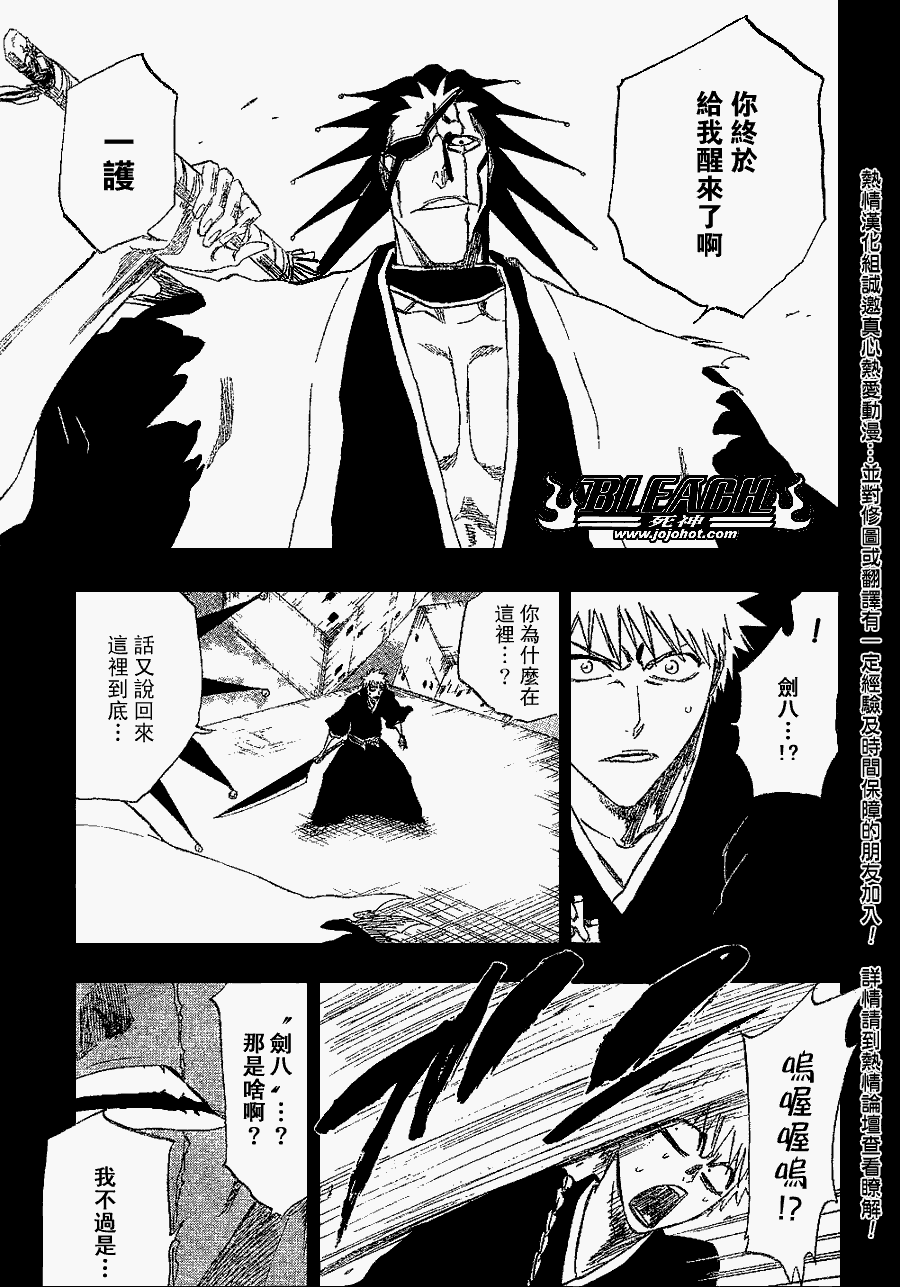 你終於
給我醒來了啊
一護
BLEACH
死神
www.jojohot.com
！
劍八…!?
你為什麼在
這裡…？
話又說回來
這裡到底…
嗚喔喔嗚!?
〝劍八〞…？
那是啥啊？
我不過是…
熱情漢化組誠邀真心熱愛動漫…並對修圖或翻譯有一定經驗及時間保障的朋友加入！ 詳情請到熱情論壇查看瞭解！